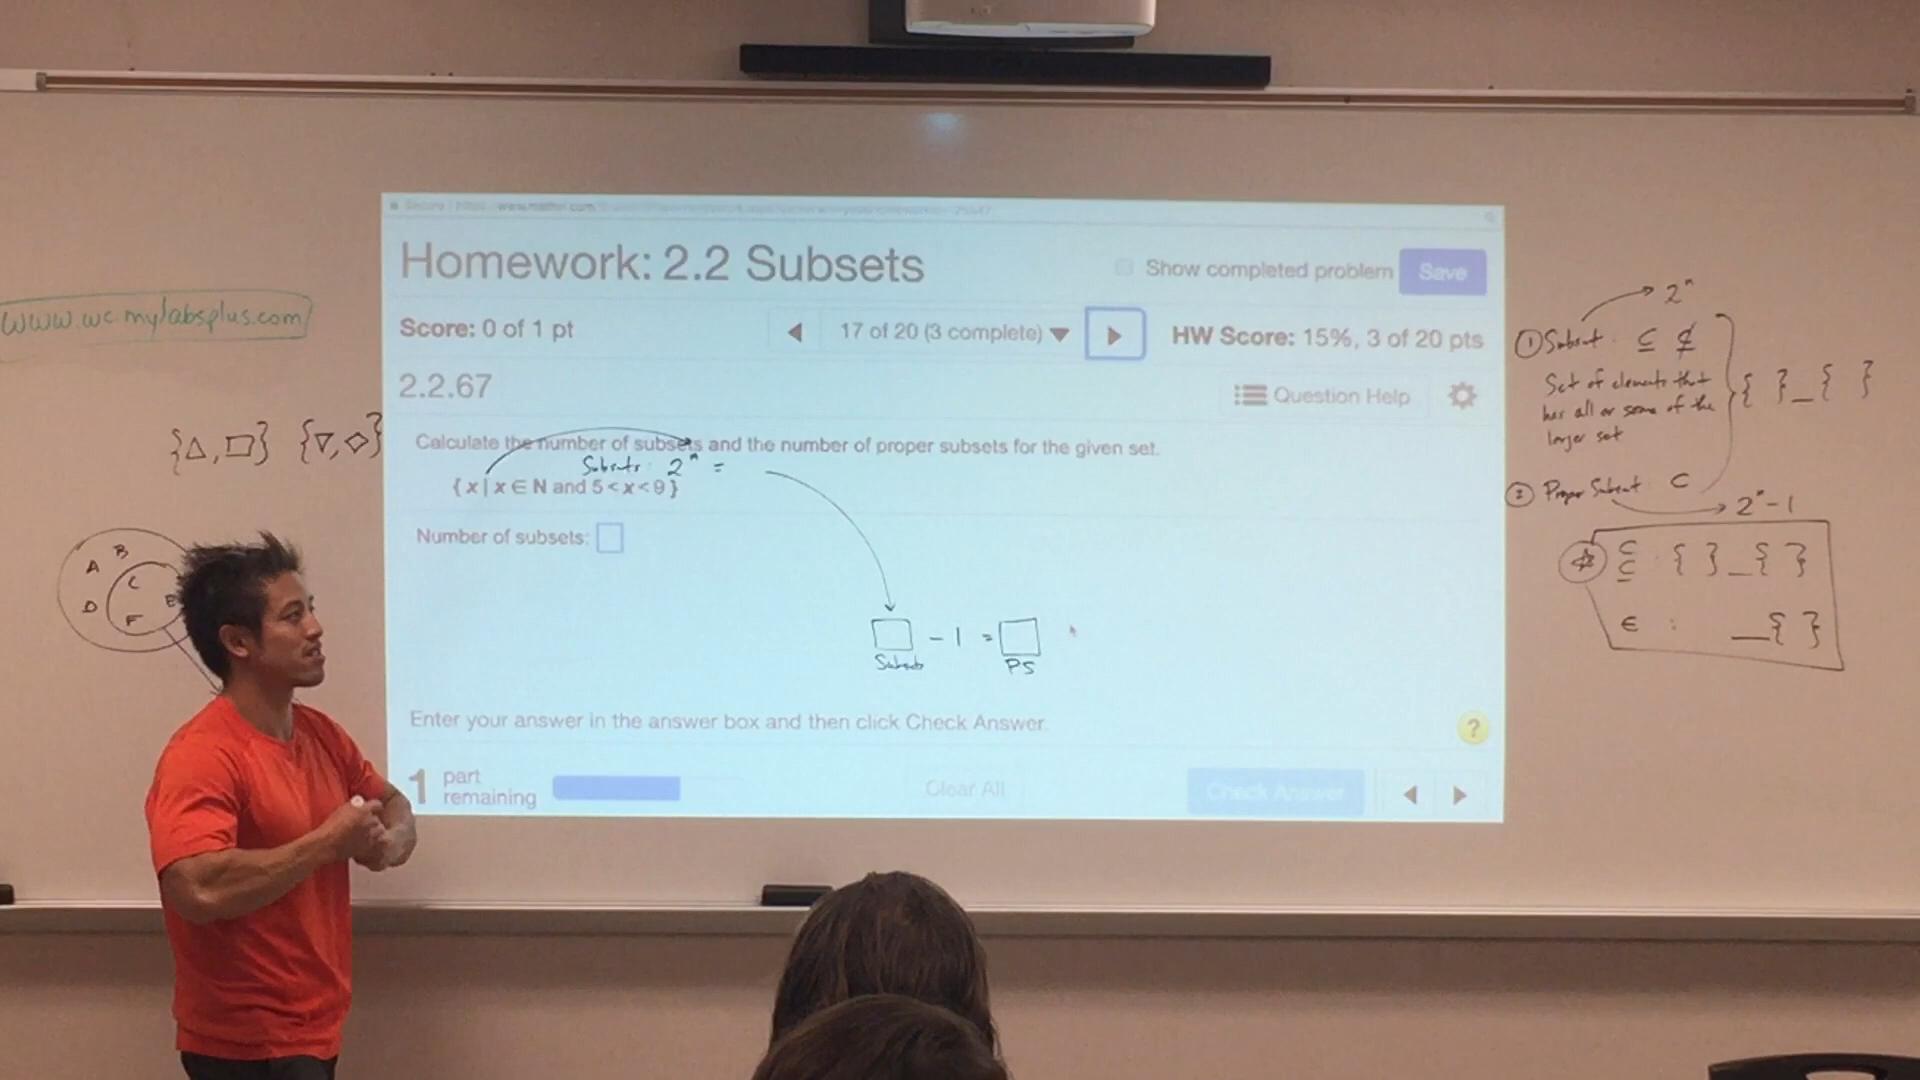 Homework: 2.2 Subsets
Show completed problem
Save
Score: 0 of 1 pt
17 of 20 (3 complete)
HW Score: 15%, 3 of 20 pts
2.2.67
Question Help
Calculate the number of subsets and the number of proper subsets for the given set.
Subsets: 2ⁿ =
{x|x∈N and 5<x<9}
Number of subsets:
□ - 1 = □
Subsets PS
Enter your answer in the answer box and then click Check Answer.
?
1 part
remaining
Clear All
Check Answer
www.wc.mylabsplus.com
{△,□} {▽,◇}
A B
C
D E
F
2ⁿ
① Subset: ⊆ ⊈
Set of elements that
has all or some of the
larger set
{ }_{ }
② Proper Subset ⊂
2ⁿ-1
⊂
⊆ : { }_{ }
∈ : _{ }